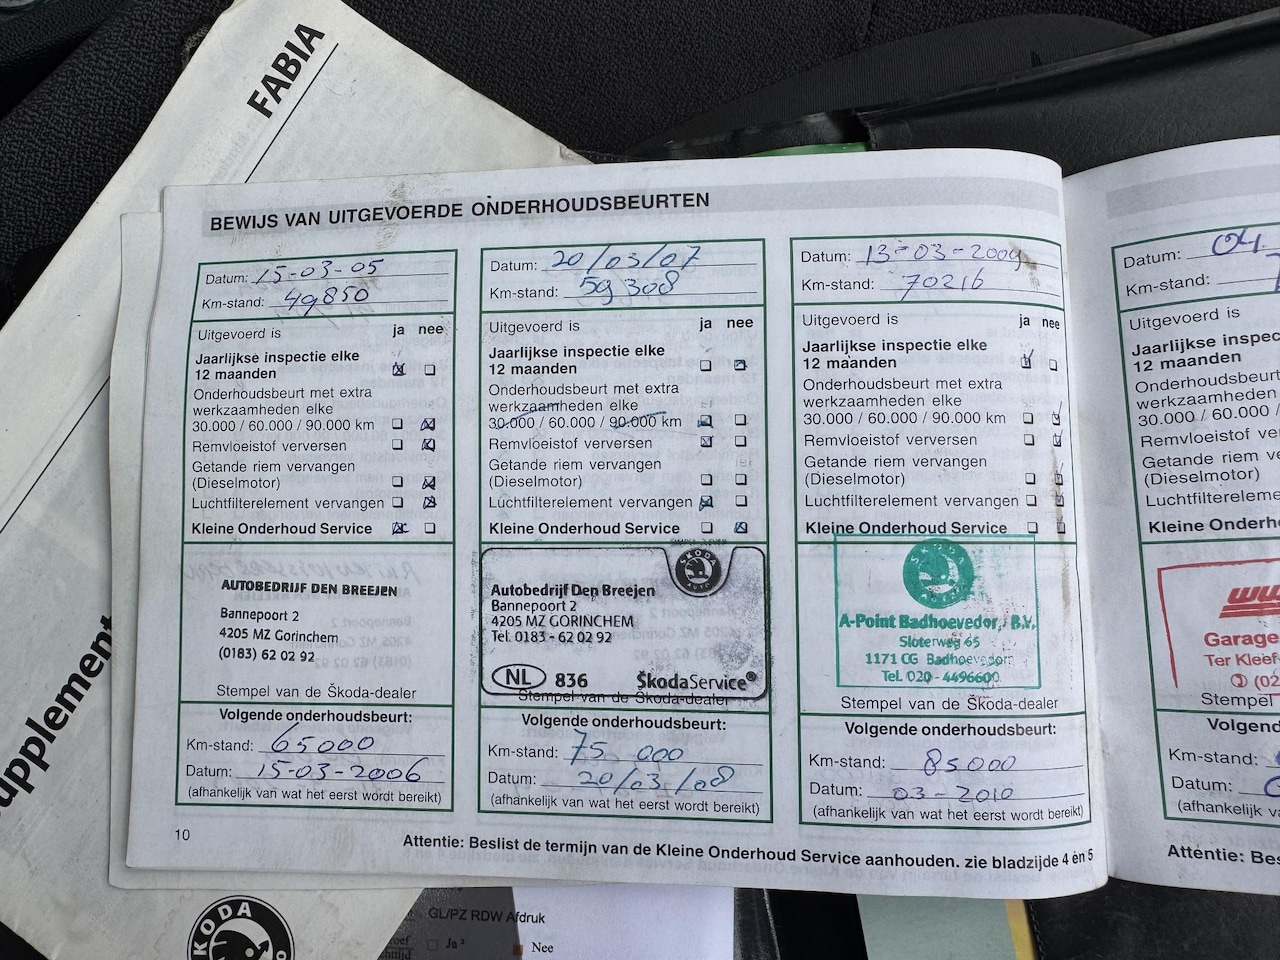 FABIA
BEWIJS VAN UITGEVOERDE ONDERHOUDSBEURTEN
Datum: 15-03-05
Km-stand: 49850
Uitgevoerd is ja nee
Jaarlijkse inspectie elke
12 maanden
Onderhoudsbeurt met extra
werkzaamheden elke
30.000 / 60.000 / 90.000 km
Remvloeistof verversen
Getande riem vervangen
(Dieselmotor)
Luchtfilterelement vervangen
Kleine Onderhoud Service
AUTOBEDRIJF DEN BREEJEN
Bannepoort 2
4205 MZ Gorinchem
(0183) 62 02 92
Stempel van de Škoda-dealer
Volgende onderhoudsbeurt:
Km-stand: 65000
Datum: 15-03-2006
(afhankelijk van wat het eerst wordt bereikt)
10
Datum: 20/03/07
Km-stand: 59308
Uitgevoerd is ja nee
Jaarlijkse inspectie elke
12 maanden
Onderhoudsbeurt met extra
werkzaamheden elke
30.000 / 60.000 / 90.000 km
Remvloeistof verversen
Getande riem vervangen
(Dieselmotor)
Luchtfilterelement vervangen
Kleine Onderhoud Service
SKODA
AUTO
Autobedrijf Den Breejen
Bannepoort 2
4205 MZ GORINCHEM
Tel. 0183 - 62 02 92
NL 836 ŠkodaService®
Stempel van de Škoda-dealer
Volgende onderhoudsbeurt:
Km-stand: 75 000
Datum: 20/03/08
(afhankelijk van wat het eerst wordt bereikt)
Datum: 13-03-2009
Km-stand: 70216
Uitgevoerd is ja nee
Jaarlijkse inspectie elke
12 maanden
Onderhoudsbeurt met extra
werkzaamheden elke
30.000 / 60.000 / 90.000 km
Remvloeistof verversen
Getande riem vervangen
(Dieselmotor)
Luchtfilterelement vervangen
Kleine Onderhoud Service
SKODA
A-Point Badhoevedorp B.V.
Sloterweg 65
1171 CG Badhoevedorp
Tel. 020 - 4496600
Stempel van de Škoda-dealer
Volgende onderhoudsbeurt:
Km-stand: 85000
Datum: 03-2010
(afhankelijk van wat het eerst wordt bereikt)
Attentie: Beslist de termijn van de Kleine Onderhoud Service aanhouden. zie bladzijde 4 en 5
Datum: 04
Km-stand:
Uitgevoerd is
Jaarlijkse inspectie
12 maanden
Onderhoudsbeurt
werkzaamheden
30.000 / 60.000 /
Remvloeistof ver
Getande riem ve
(Dieselmotor)
Luchtfiltereleme
Kleine Onderho
Garage
Ter Kleef
(02
Stempel
Volgend
Km-stand:
Datum:
(afhankelijk va
Attentie: Bes
upplement
KODA
GL/PZ RDW Afdruk
Ja
Nee